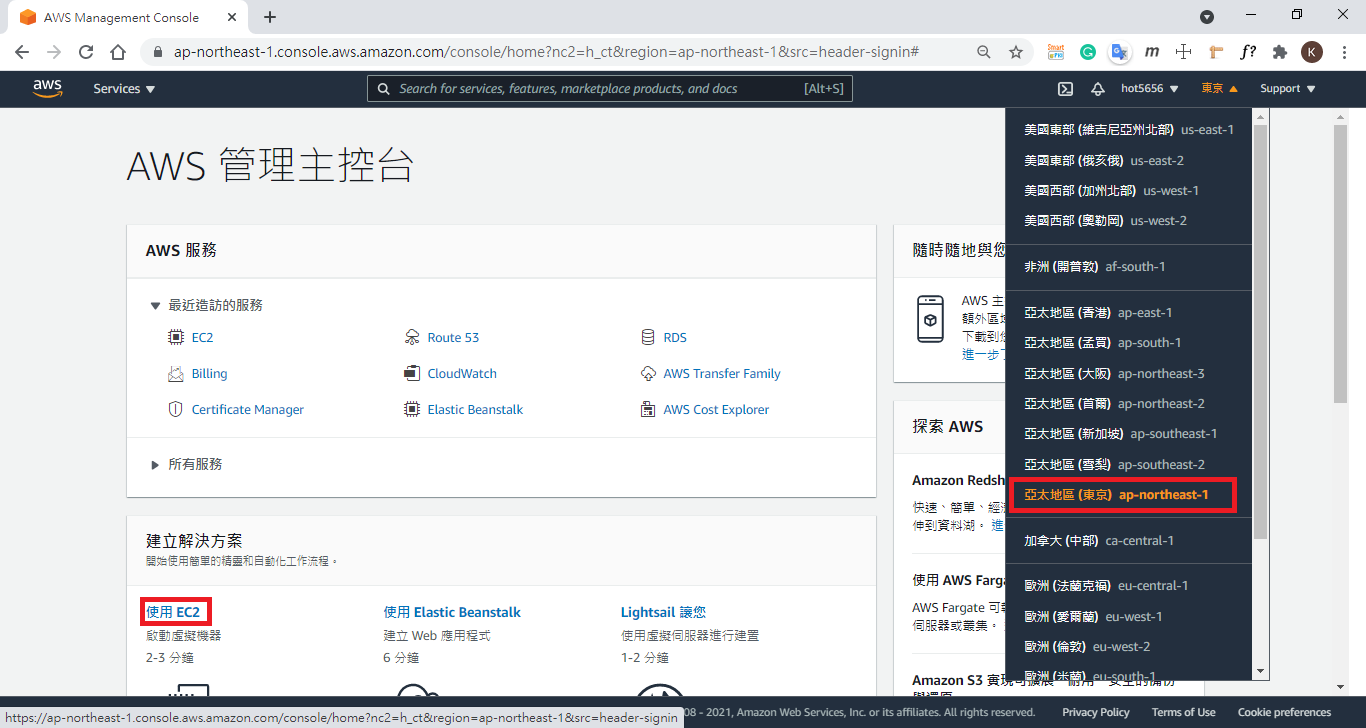 AWS Management Console
ap-northeast-1.console.aws.amazon.com/console/home?nc2=h_ct&region=ap-northeast-1&src=header-signin#
K
aws
Services
Search for services, features, marketplace products, and docs
[Alt+S]
hot5656
東京
Support
AWS 管理主控台
AWS 服務
最近造訪的服務
EC2
Route 53
RDS
Billing
CloudWatch
AWS Transfer Family
Certificate Manager
Elastic Beanstalk
AWS Cost Explorer
所有服務
建立解決方案
開始使用簡單的精靈和自動化工作流程。
使用 EC2
使用 Elastic Beanstalk
Lightsail 讓您
啟動虛擬機器
建立 Web 應用程式
使用虛擬伺服器進行建置
2-3 分鐘
6 分鐘
1-2 分鐘
隨時隨地與您
AWS 主
額外區域
下載到您
進一步了
探索 AWS
Amazon Redsh
快速、簡單、經濟
伸到資料湖。 進
使用 AWS Farga
AWS Fargate 可
伺服器或叢集。
Amazon S3 實現可擴展、耐用、安全的備份
與還原
美國東部 (維吉尼亞州北部) us-east-1
美國東部 (俄亥俄) us-east-2
美國西部 (加州北部) us-west-1
美國西部 (奧勒岡) us-west-2
非洲 (開普敦) af-south-1
亞太地區 (香港) ap-east-1
亞太地區 (孟買) ap-south-1
亞太地區 (大阪) ap-northeast-3
亞太地區 (首爾) ap-northeast-2
亞太地區 (新加坡) ap-southeast-1
亞太地區 (雪梨) ap-southeast-2
亞太地區 (東京) ap-northeast-1
加拿大 (中部) ca-central-1
歐洲 (法蘭克福) eu-central-1
歐洲 (愛爾蘭) eu-west-1
歐洲 (倫敦) eu-west-2
歐洲 (米蘭) eu-south-1
https://ap-northeast-1.console.aws.amazon.com/console/home?nc2=h_ct&region=ap-northeast-1&src=header-signin
08 - 2021, Amazon Web Services, Inc. or its affiliates. All rights reserved.
Privacy Policy
Terms of Use
Cookie preferences